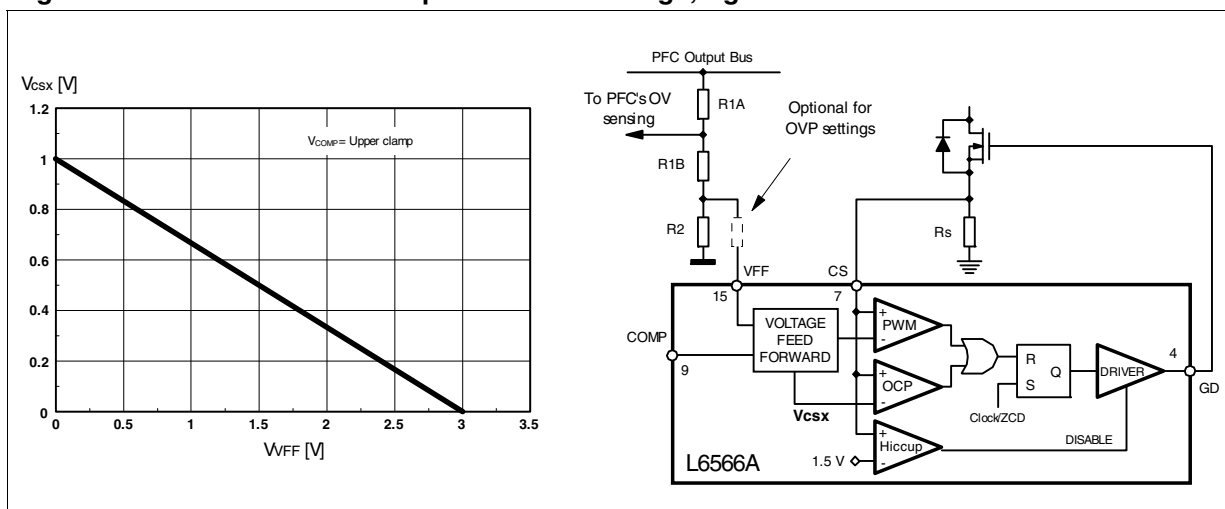 Vcsx [V]
1.2
1
0.8
0.6
0.4
0.2
0
VCOMP= Upper clamp
0 0.5 1 1.5 2 2.5 3 3.5
VVFF [V]
PFC Output Bus
To PFC's OV
sensing
R1A
Optional for
OVP settings
R1B
R2
Rs
VFF
CS
15
7
COMP
9
VOLTAGE
FEED
FORWARD
+
PWM
-
+
OCP
-
Vcsx
R
S
Q
DRIVER
4
GD
Clock/ZCD
+
Hiccup
-
1.5 V
DISABLE
L6566A